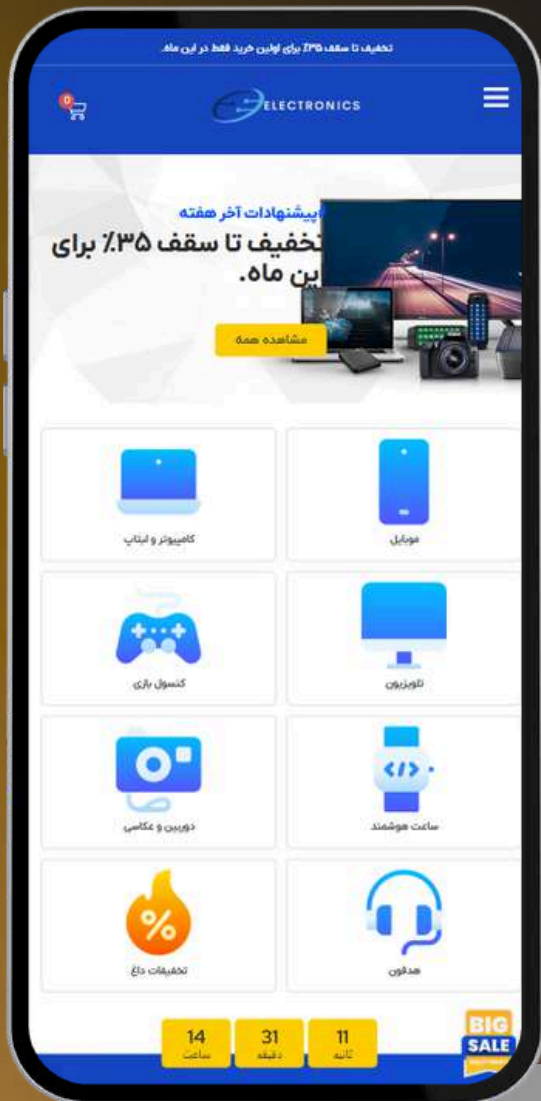 تخفیف تا سقف ۳۵٪ برای اولین خرید فقط در این ماه.
0
ELECTRONICS
#پیشنهادات آخر هفته
تخفیف تا سقف ۳۵٪ برای
این ماه.
مشاهده همه
موبایل
کامپیوتر و لپتاپ
تلویزیون
کنسول بازی
ساعت هوشمند
دوربین و عکاسی
هدفون
%
تخفیفات داغ
11
ثانیه
31
دقیقه
14
ساعت
BIG
SALE